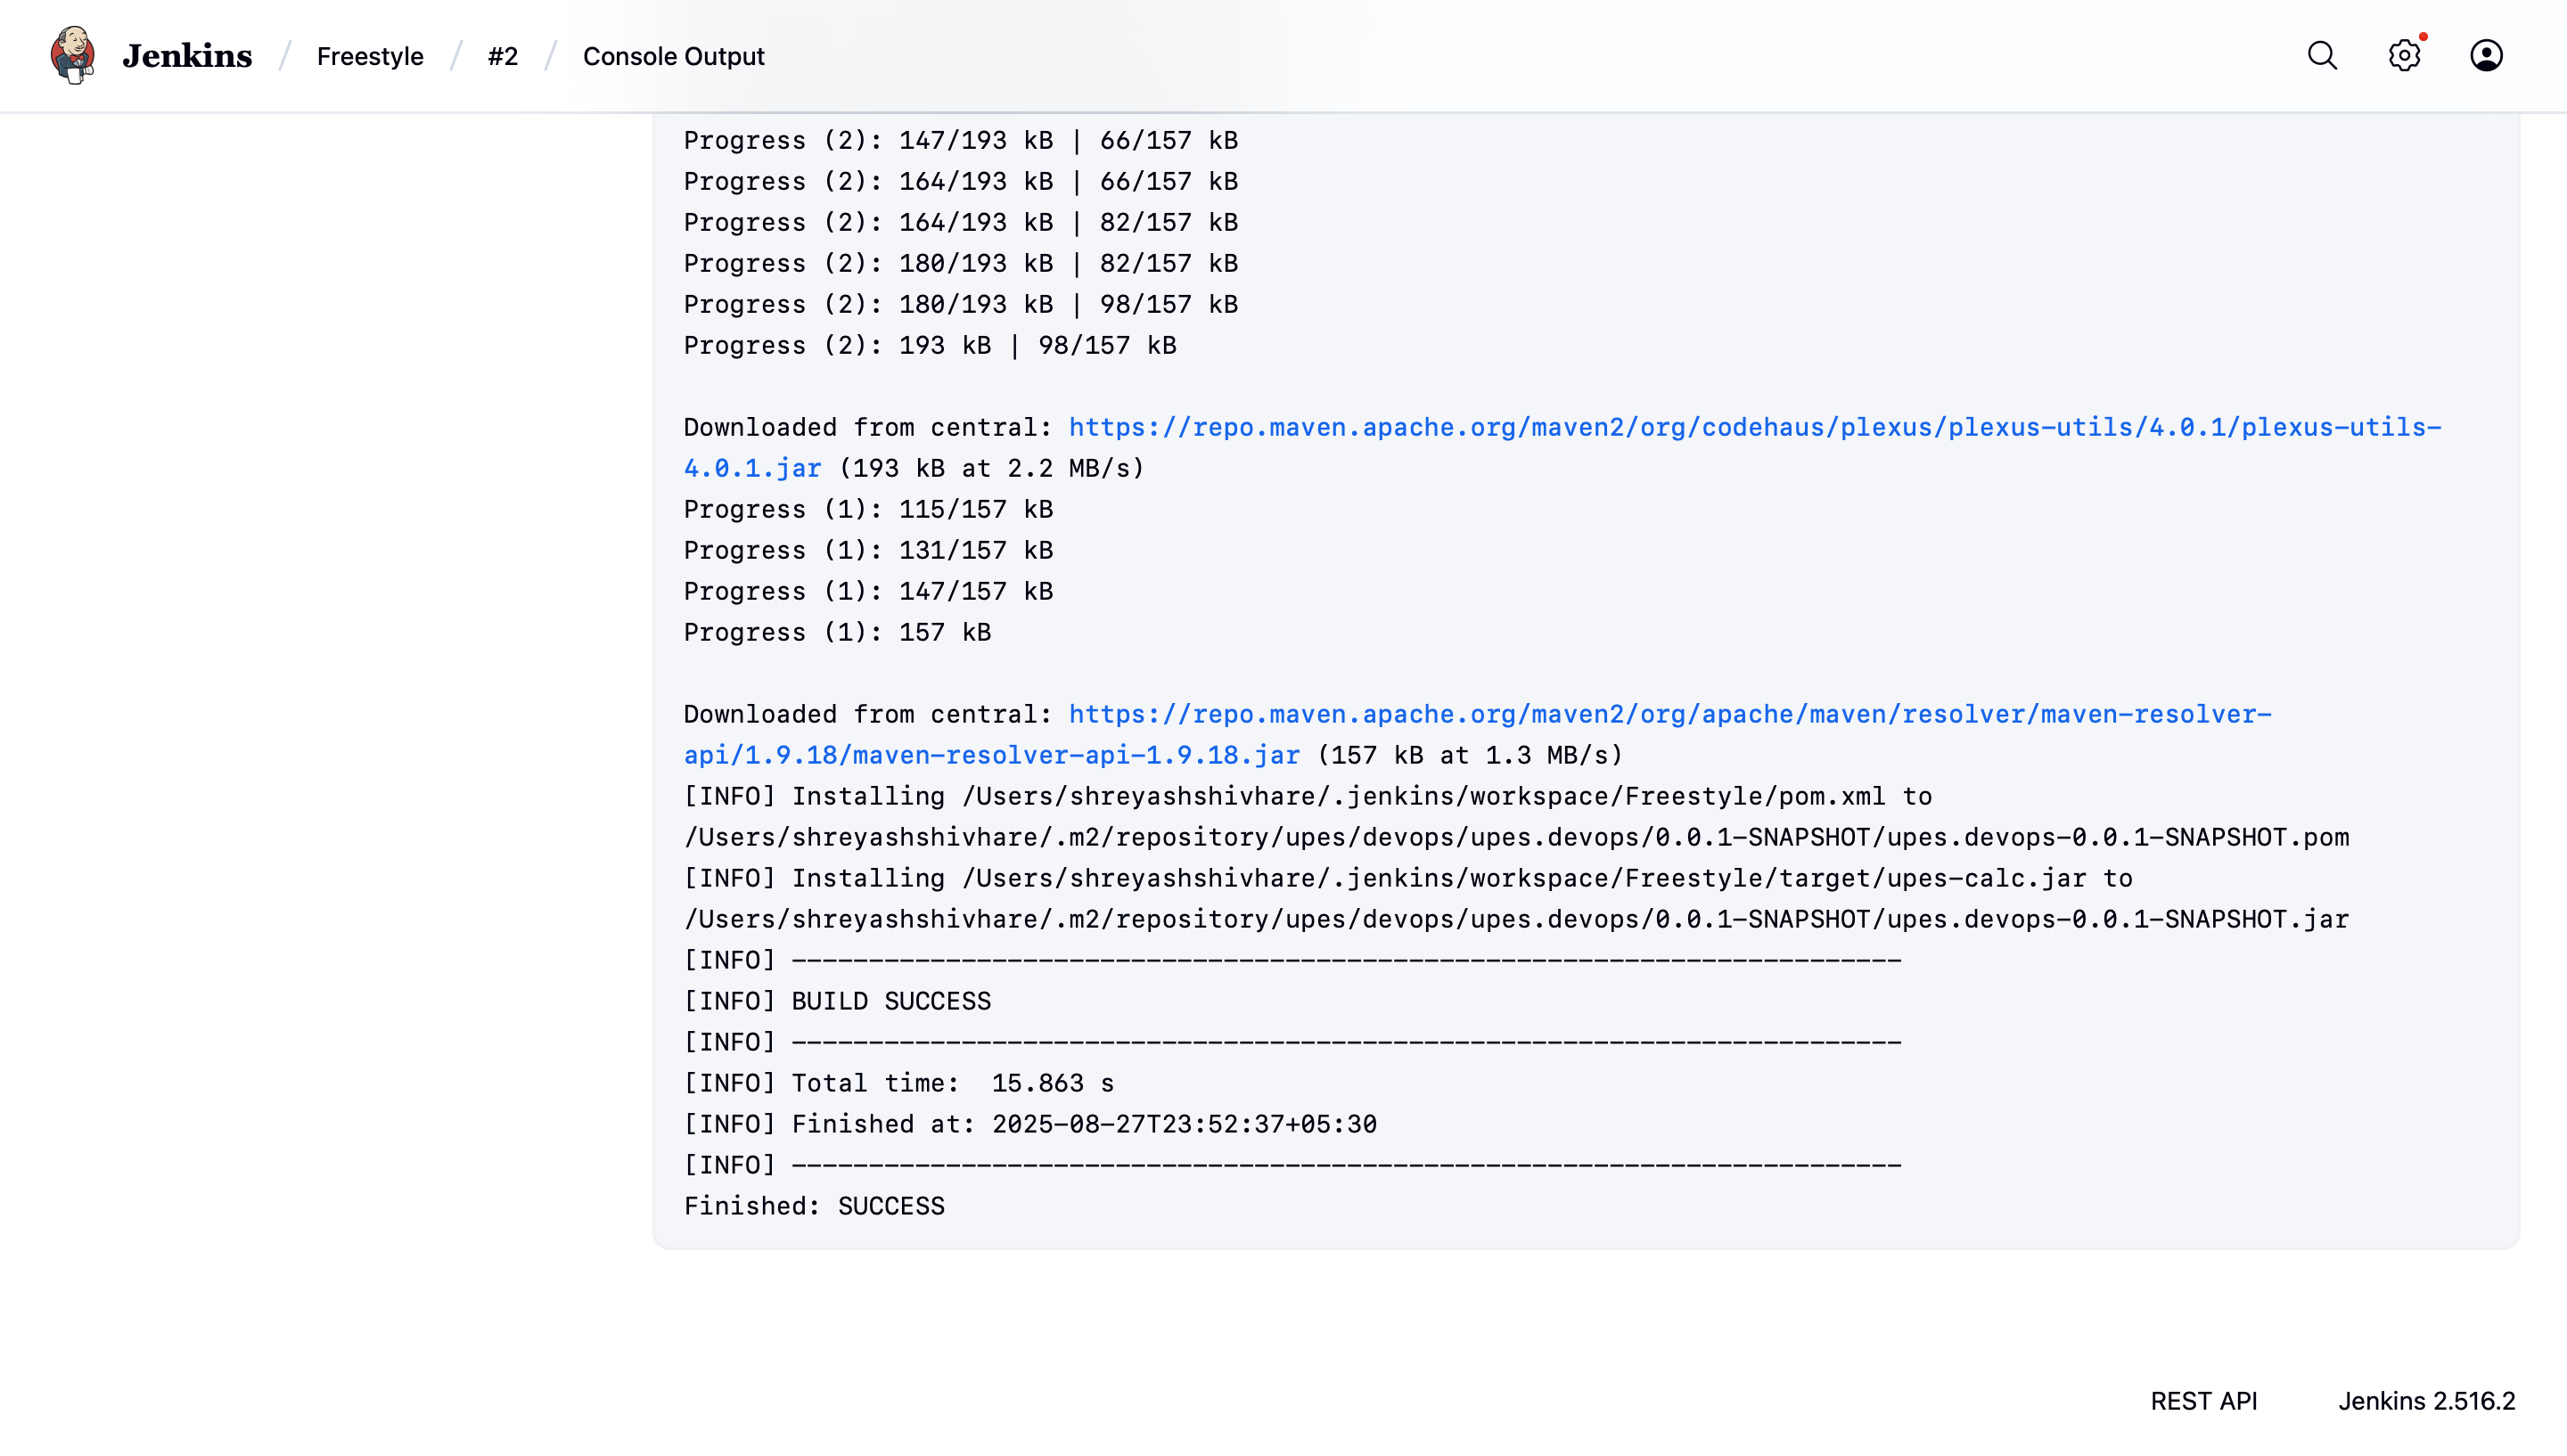 Jenkins / Freestyle / #2 / Console Output
Progress (2): 147/193 kB | 66/157 kB
Progress (2): 164/193 kB | 66/157 kB
Progress (2): 164/193 kB | 82/157 kB
Progress (2): 180/193 kB | 82/157 kB
Progress (2): 180/193 kB | 98/157 kB
Progress (2): 193 kB | 98/157 kB
Downloaded from central: https://repo.maven.apache.org/maven2/org/codehaus/plexus/plexus-utils/4.0.1/plexus-utils-
4.0.1.jar (193 kB at 2.2 MB/s)
Progress (1): 115/157 kB
Progress (1): 131/157 kB
Progress (1): 147/157 kB
Progress (1): 157 kB
Downloaded from central: https://repo.maven.apache.org/maven2/org/apache/maven/resolver/maven-resolver-
api/1.9.18/maven-resolver-api-1.9.18.jar (157 kB at 1.3 MB/s)
[INFO] Installing /Users/shreyashshivhare/.jenkins/workspace/Freestyle/pom.xml to
/Users/shreyashshivhare/.m2/repository/upes/devops/upes.devops/0.0.1-SNAPSHOT/upes.devops-0.0.1-SNAPSHOT.pom
[INFO] Installing /Users/shreyashshivhare/.jenkins/workspace/Freestyle/target/upes-calc.jar to
/Users/shreyashshivhare/.m2/repository/upes/devops/upes.devops/0.0.1-SNAPSHOT/upes.devops-0.0.1-SNAPSHOT.jar
[INFO] ------------------------------------------------------------------------
[INFO] BUILD SUCCESS
[INFO] ------------------------------------------------------------------------
[INFO] Total time:  15.863 s
[INFO] Finished at: 2025-08-27T23:52:37+05:30
[INFO] ------------------------------------------------------------------------
Finished: SUCCESS
REST API Jenkins 2.516.2